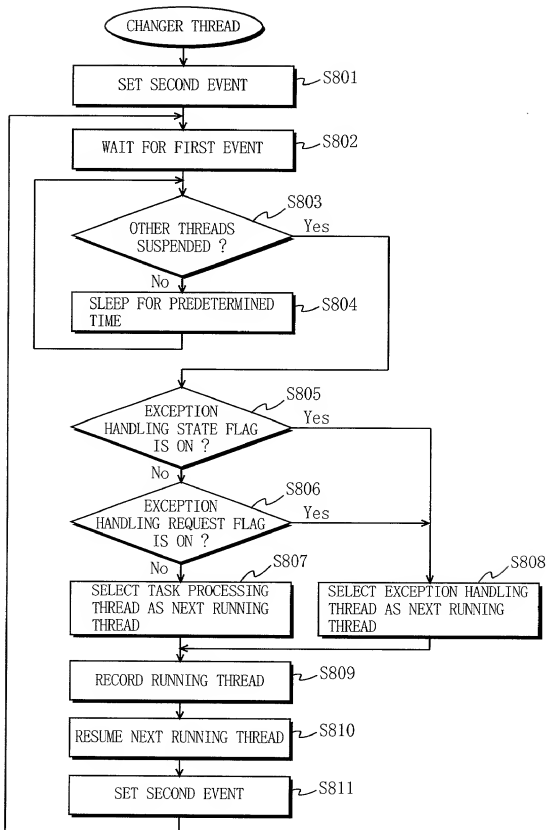 CHANGER THREAD
SET SECOND EVENT
S801
WAIT FOR FIRST EVENT
S802
S803
OTHER THREADS
SUSPENDED ?
Yes
No
SLEEP FOR PREDETERMINED
TIME
S804
S805
EXCEPTION
HANDLING STATE FLAG
IS ON ?
Yes
No
S806
EXCEPTION
HANDLING REQUEST FLAG
IS ON ?
Yes
No
S807
SELECT TASK PROCESSING
THREAD AS NEXT RUNNING
THREAD
S808
SELECT EXCEPTION HANDLING
THREAD AS NEXT RUNNING
THREAD
RECORD RUNNING THREAD
S809
RESUME NEXT RUNNING THREAD
S810
SET SECOND EVENT
S811